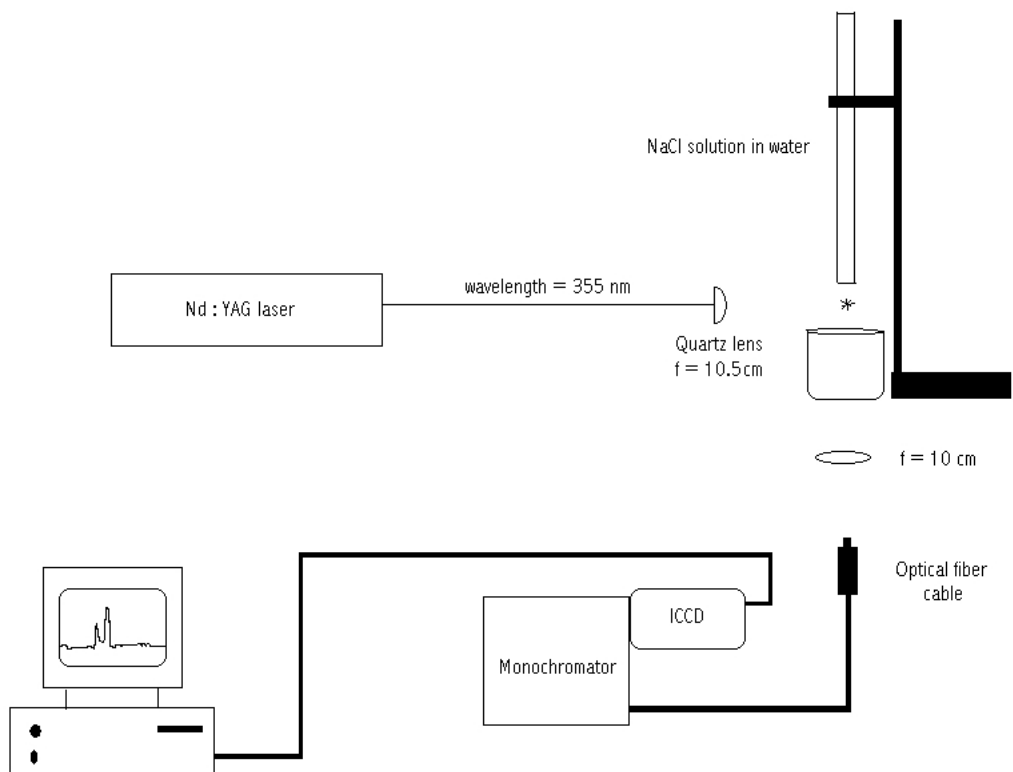 NaCl solution in water
wavelength = 355 nm
Nd : YAG laser
Quartz lens
f = 10.5cm
f = 10 cm
Optical fiber
cable
ICCD
Monochromator